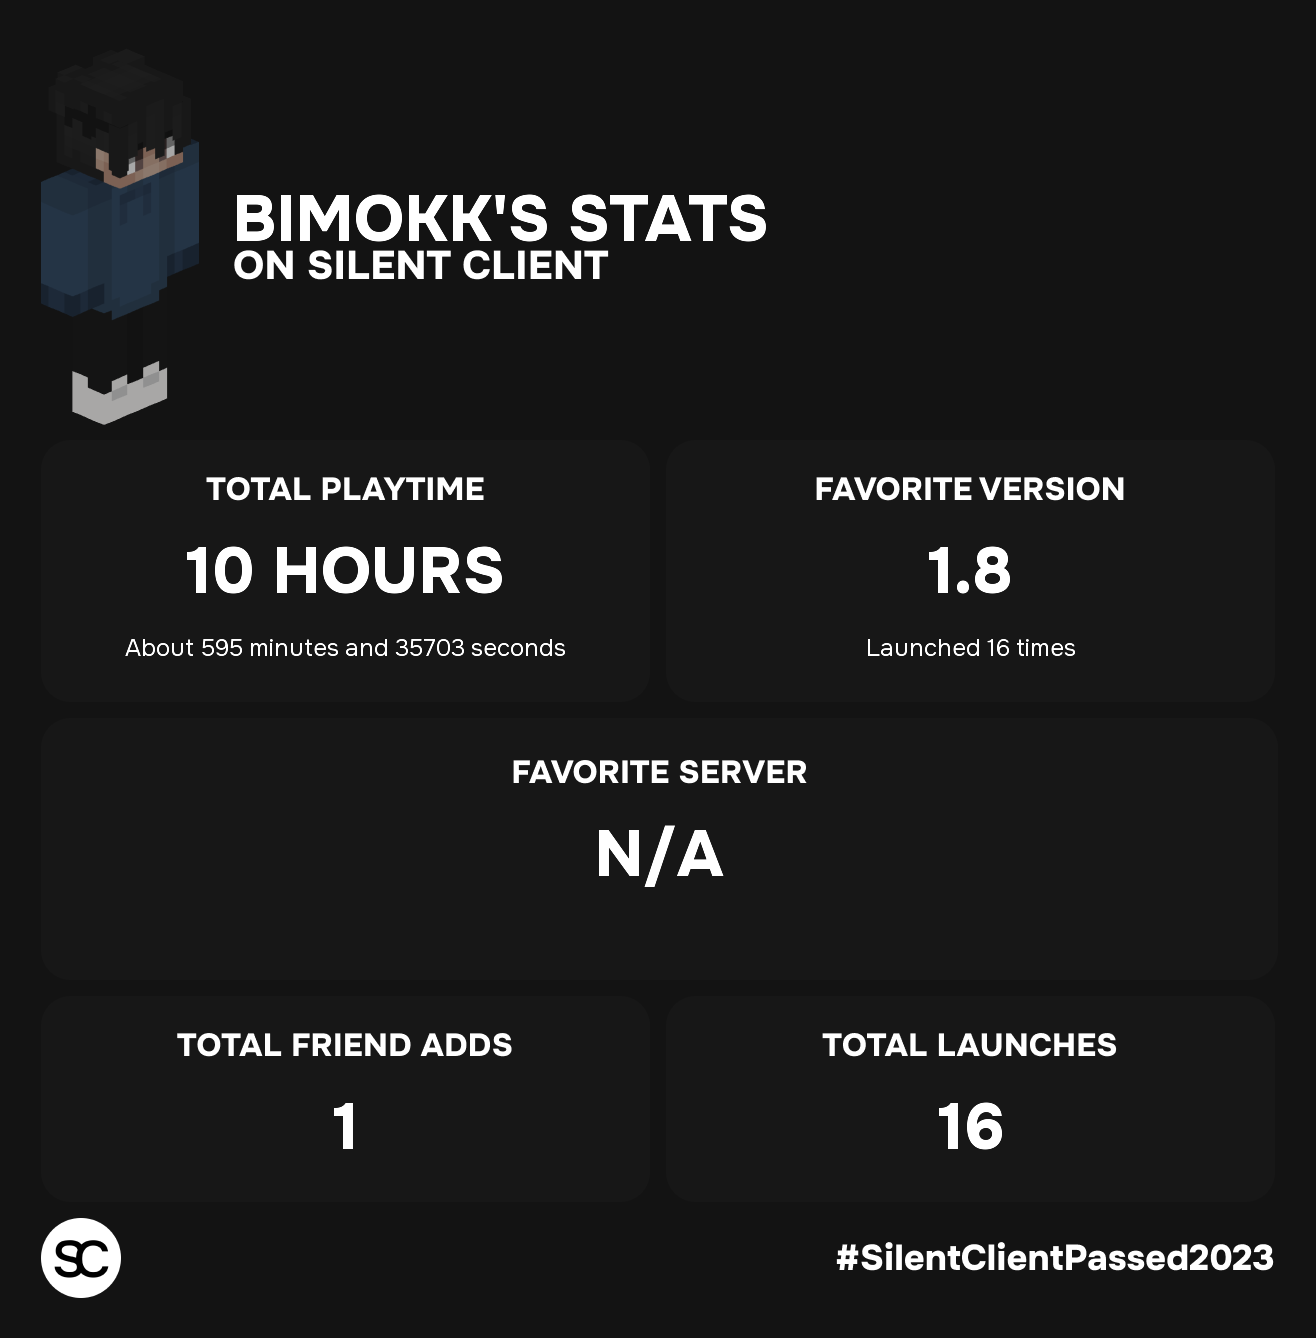 BIMOKK'S STATS
ON SILENT CLIENT
TOTAL PLAYTIME
10 HOURS
About 595 minutes and 35703 seconds
FAVORITE VERSION
1.8
Launched 16 times
FAVORITE SERVER
N/A
TOTAL FRIEND ADDS
1
TOTAL LAUNCHES
16
SC
#SilentClientPassed2023